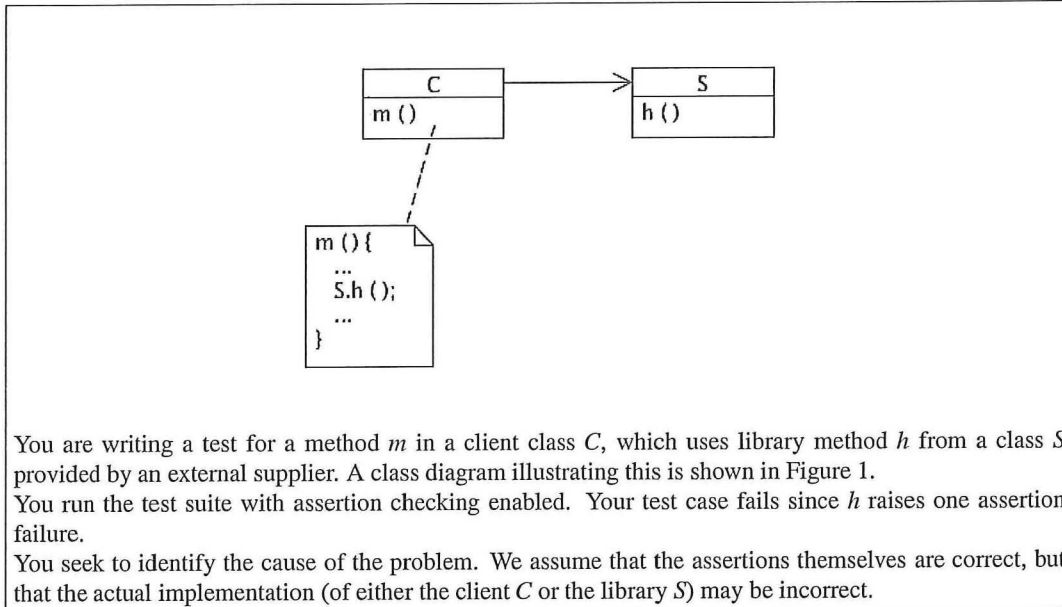 C
m ()
S
h ()
m () {
...
S.h ();
...
}
You are writing a test for a method m in a client class C, which uses library method h from a class S
provided by an external supplier. A class diagram illustrating this is shown in Figure 1.
You run the test suite with assertion checking enabled. Your test case fails since h raises one assertion
failure.
You seek to identify the cause of the problem. We assume that the assertions themselves are correct, but
that the actual implementation (of either the client C or the library S) may be incorrect.